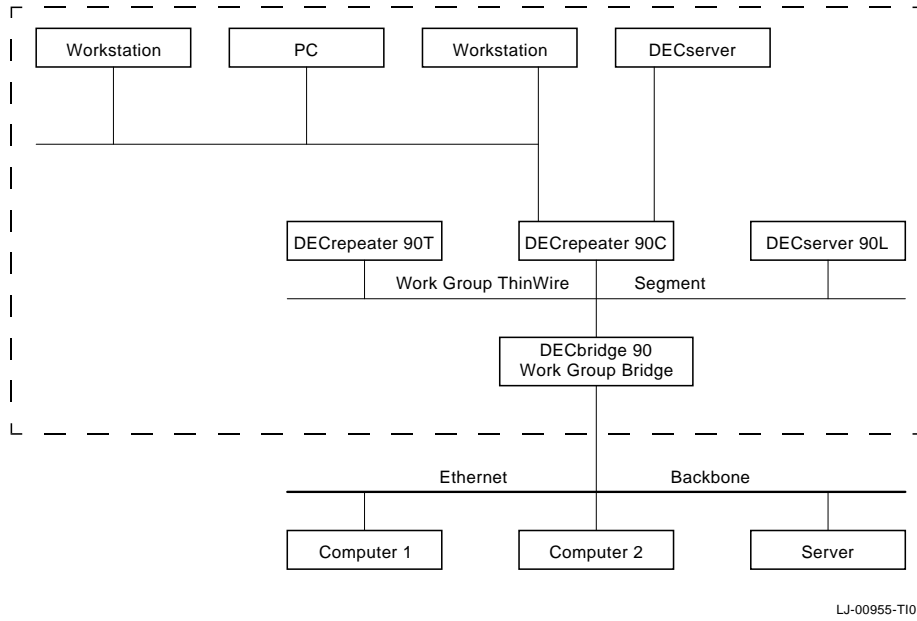 Workstation
PC
Workstation
DECserver
DECrepeater 90T
DECrepeater 90C
DECserver 90L
Work Group ThinWire
Segment
DECbridge 90
Work Group Bridge
Ethernet
Backbone
Computer 1
Computer 2
Server
LJ-00955-TI0